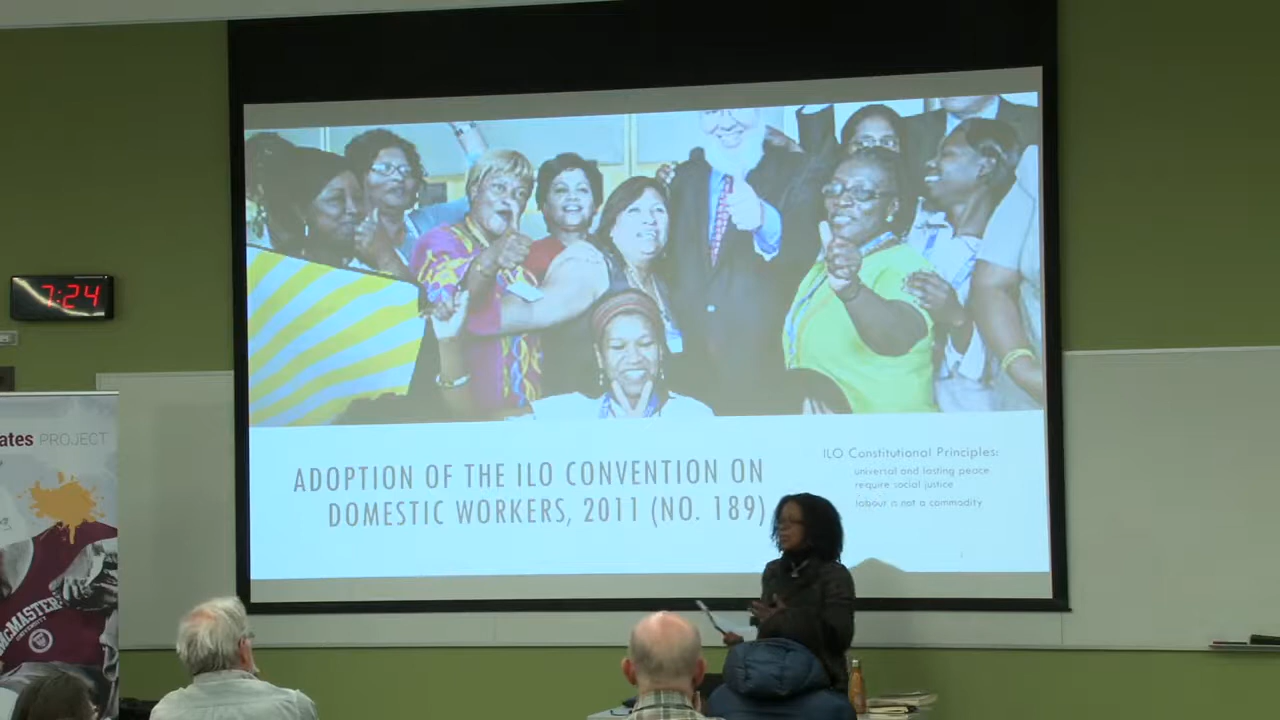 7:24
ates PROJECT
MCMASTER
UNIVERSITY
ADOPTION OF THE ILO CONVENTION ON
DOMESTIC WORKERS, 2011 (NO. 189)
ILO Constitutional Principles:
universal and lasting peace
require social justice
labour is not a commodity